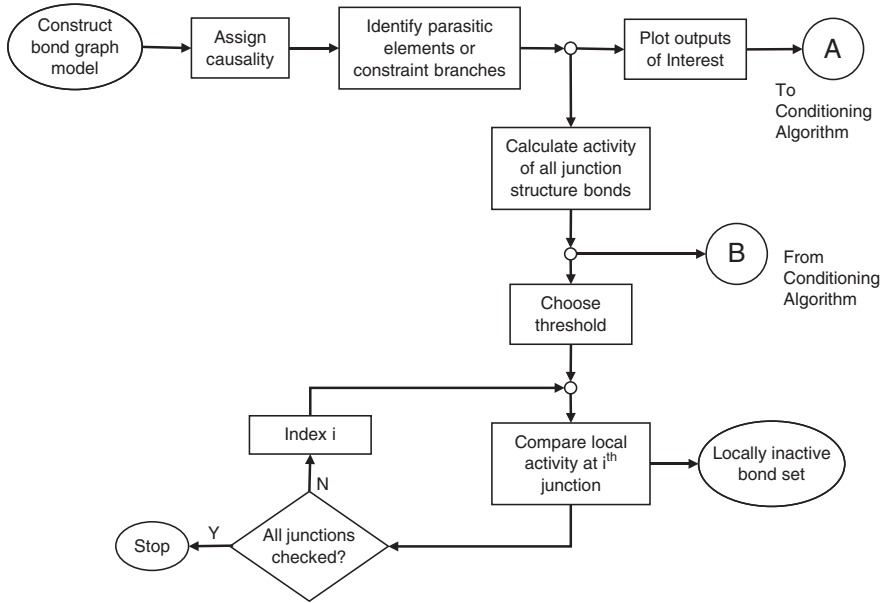 Construct
bond graph
model
Assign
causality
Identify parasitic
elements or
constraint branches
Plot outputs
of Interest
A
To
Conditioning
Algorithm
Calculate activity
of all junction
structure bonds
B
From
Conditioning
Algorithm
Choose
threshold
Index i
Compare local
activity at ith
junction
Locally inactive
bond set
N
All junctions
checked?
Y
Stop